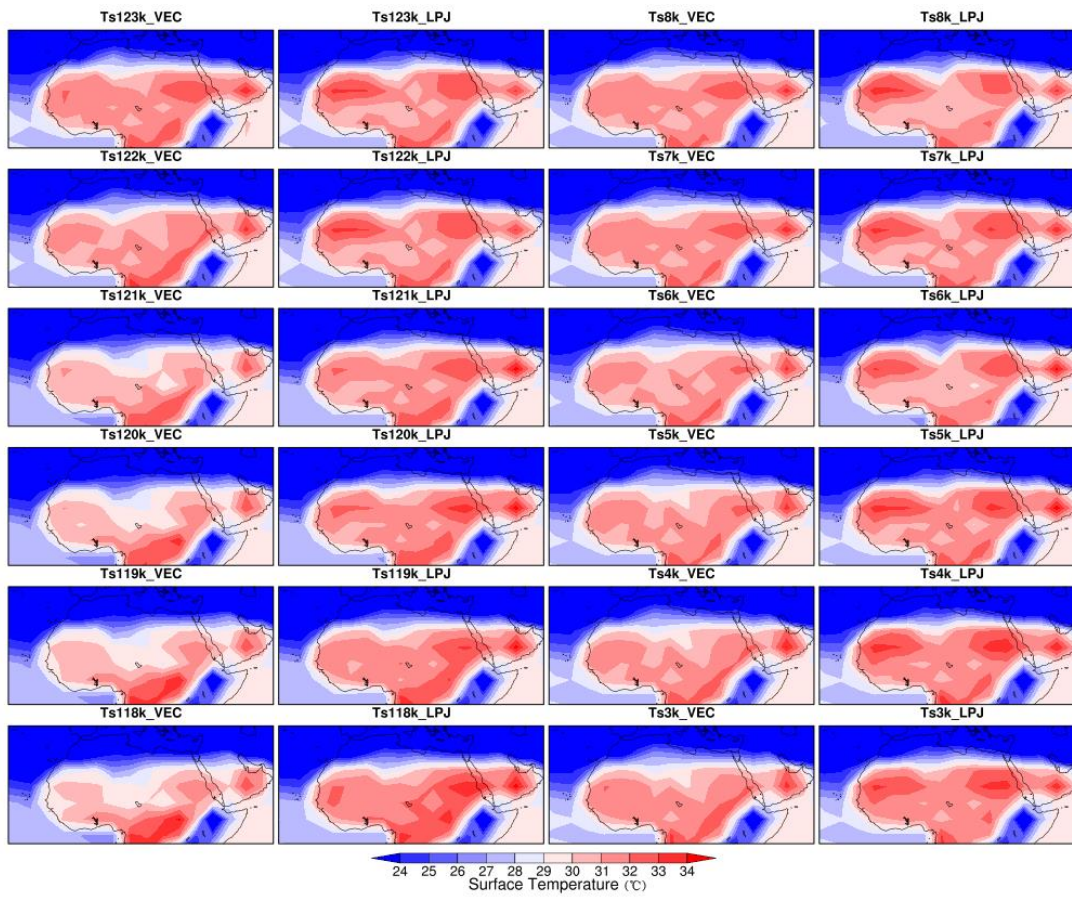 Ts123k_VEC Ts123k_LPJ Ts8k_VEC Ts8k_LPJ
Ts122k_VEC Ts122k_LPJ Ts7k_VEC Ts7k_LPJ
Ts121k_VEC Ts121k_LPJ Ts6k_VEC Ts6k_LPJ
Ts120k_VEC Ts120k_LPJ Ts5k_VEC Ts5k_LPJ
Ts119k_VEC Ts119k_LPJ Ts4k_VEC Ts4k_LPJ
Ts118k_VEC Ts118k_LPJ Ts3k_VEC Ts3k_LPJ
24 25 26 27 28 29 30 31 32 33 34
Surface Temperature (℃)